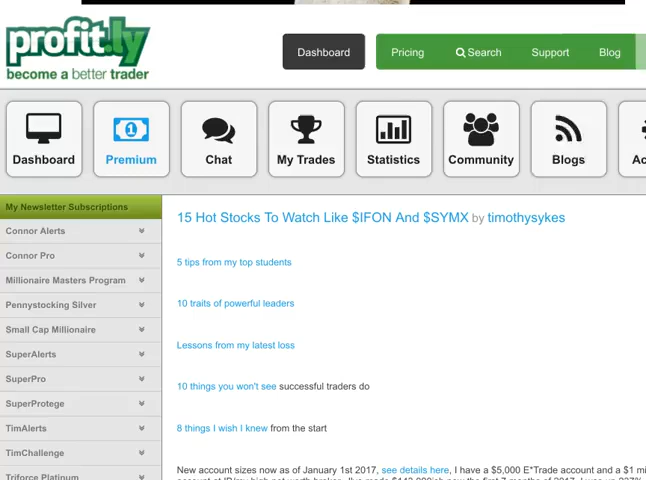 profit.ly
become a better trader
Dashboard
Pricing
Search
Support
Blog
Dashboard
Premium
Chat
My Trades
Statistics
Community
Blogs
My Newsletter Subscriptions
Connor Alerts
Connor Pro
Millionaire Masters Program
Pennystocking Silver
Small Cap Millionaire
SuperAlerts
SuperPro
SuperProtege
TimAlerts
TimChallenge
Triforce Platinum
15 Hot Stocks To Watch Like $IFON And $SYMX by timothysykes
5 tips from my top students
10 traits of powerful leaders
Lessons from my latest loss
10 things you won't see successful traders do
8 things I wish I knew from the start
New account sizes now as of January 1st 2017, see details here, I have a $5,000 E*Trade account and a $1 mi